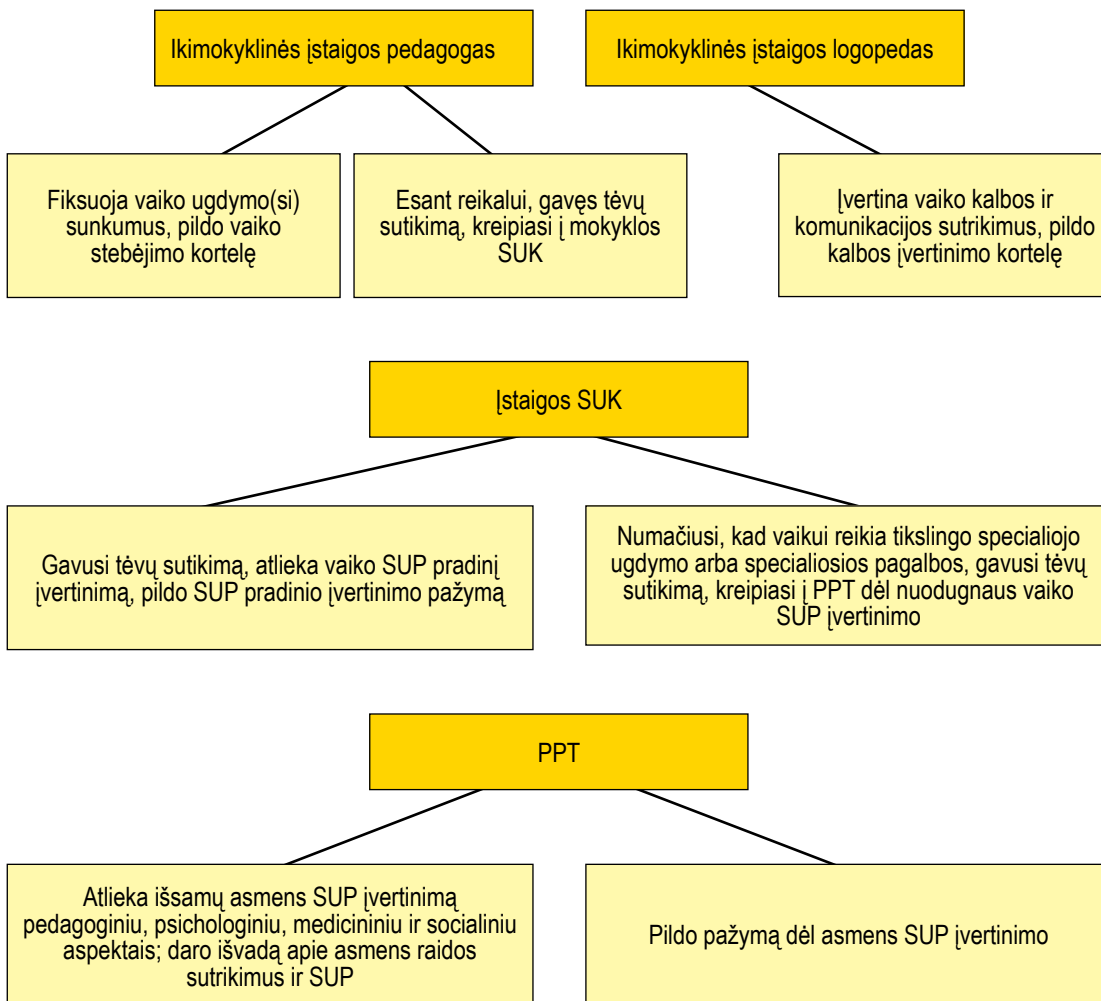 Ikimokyklinės įstaigos pedagogas
Ikimokyklinės įstaigos logopedas
Fiksuoja vaiko ugdymo(si)
sunkumus, pildo vaiko
stebėjimo kortelę
Esant reikalui, gavęs tėvų
sutikimą, kreipiasi į mokyklos
SUK
Įvertina vaiko kalbos ir
komunikacijos sutrikimus, pildo
kalbos įvertinimo kortelę
Įstaigos SUK
Gavusi tėvų sutikimą, atlieka vaiko SUP pradinį
įvertinimą, pildo SUP pradinio įvertinimo pažymą
Numačiusi, kad vaikui reikia tikslingo specialiojo
ugdymo arba specialiosios pagalbos, gavusi tėvų
sutikimą, kreipiasi į PPT dėl nuodugnaus vaiko
SUP įvertinimo
PPT
Atlieka išsamų asmens SUP įvertinimą
pedagoginiu, psichologiniu, medicininiu ir socialiniu
aspektais; daro išvadą apie asmens raidos
sutrikimus ir SUP
Pildo pažymą dėl asmens SUP įvertinimo